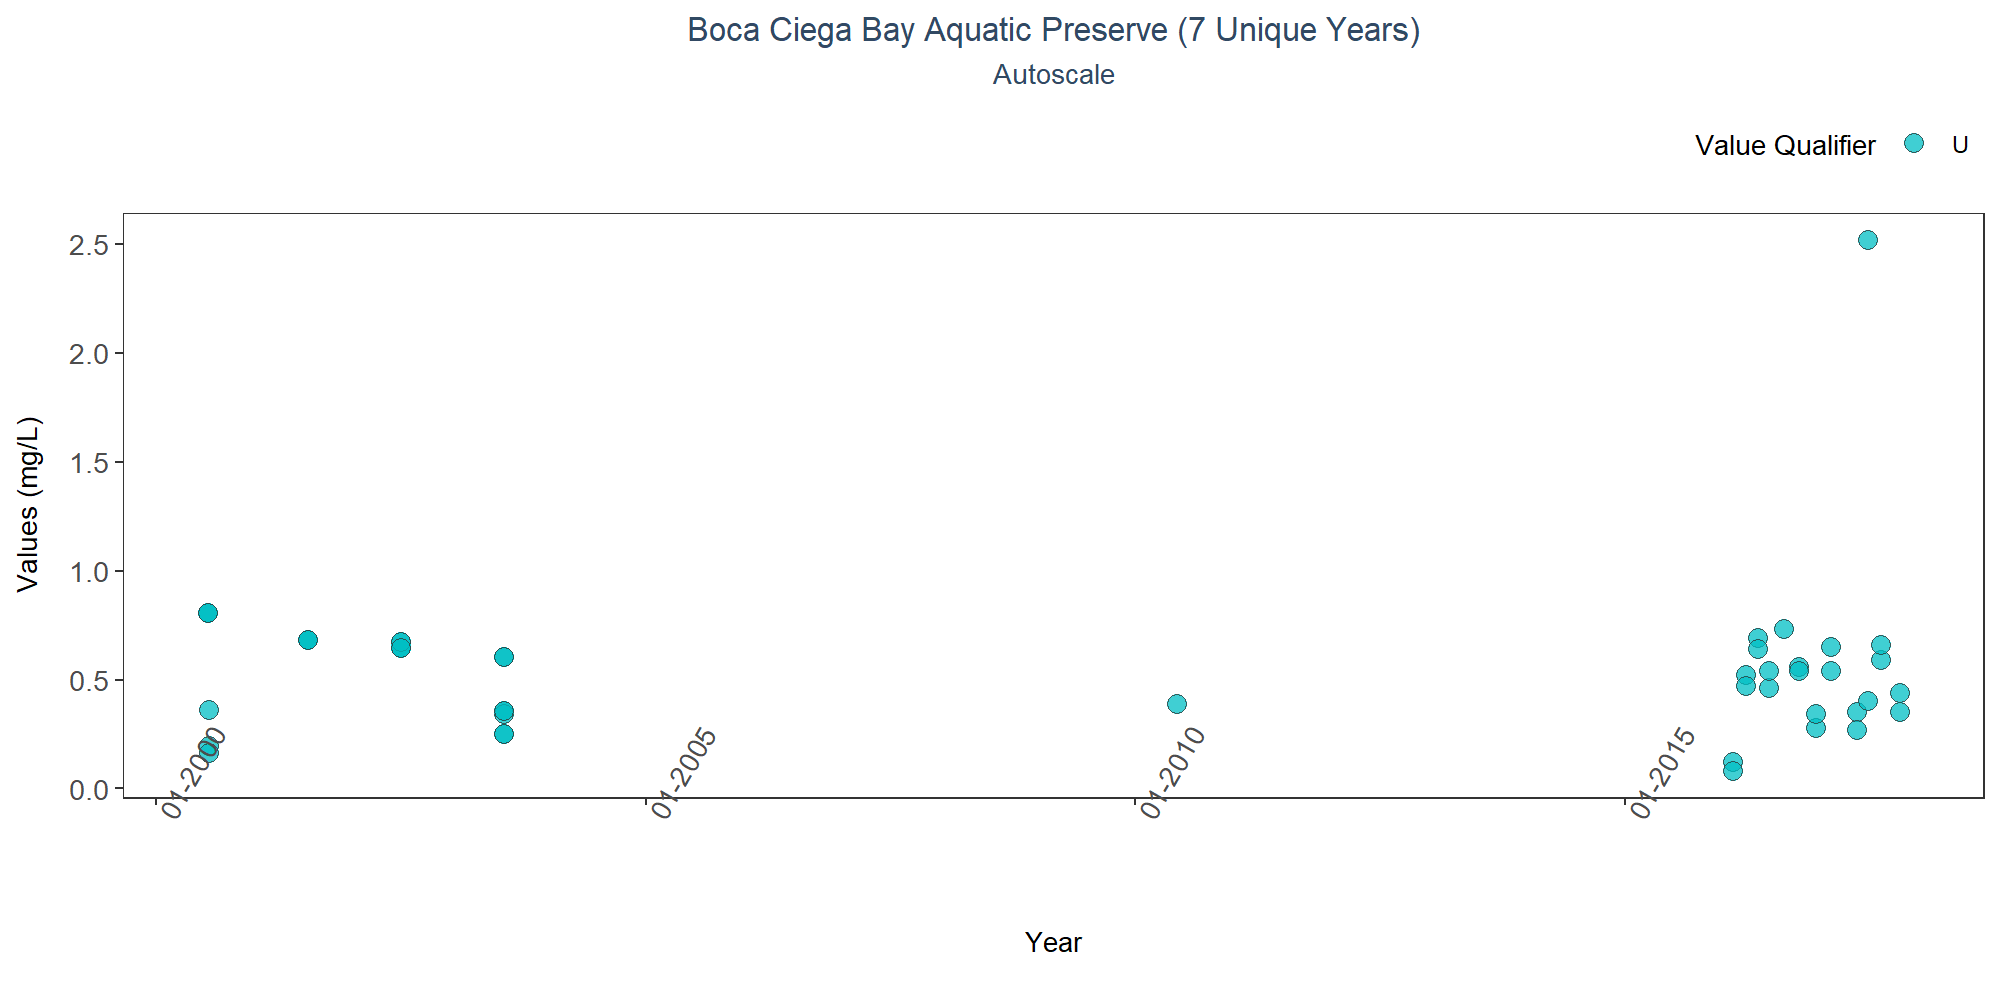 Boca Ciega Bay Aquatic Preserve (7 Unique Years)
Autoscale
Value Qualifier U
Values (mg/L)
2.5
2.0
1.5
1.0
0.5
0.0
01-2000 01-2005 01-2010 01-2015
Year